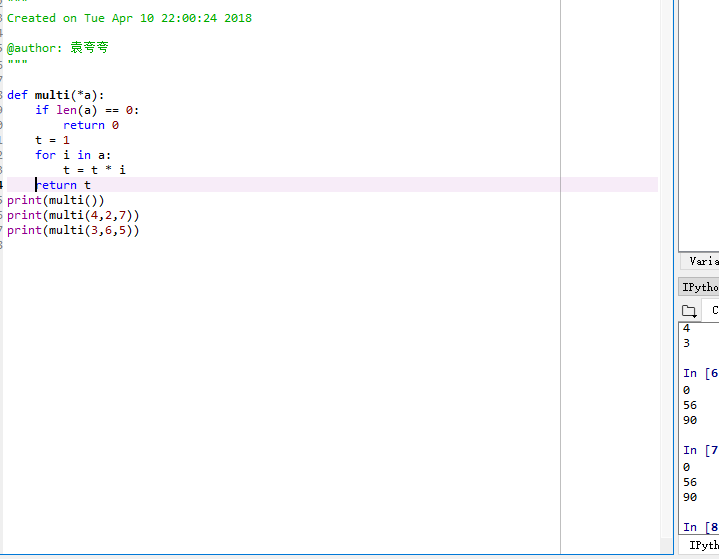 """
Created on Tue Apr 10 22:00:24 2018
@author: 袁夸夸
"""
def multi(*a):
    if len(a) == 0:
        return 0
    t = 1
    for i in a:
        t = t * i
    return t
print(multi())
print(multi(4,2,7))
print(multi(3,6,5))
Varia
IPytho
C
4
3
In [6
0
56
90
In [7
0
56
90
In [8
IPyth